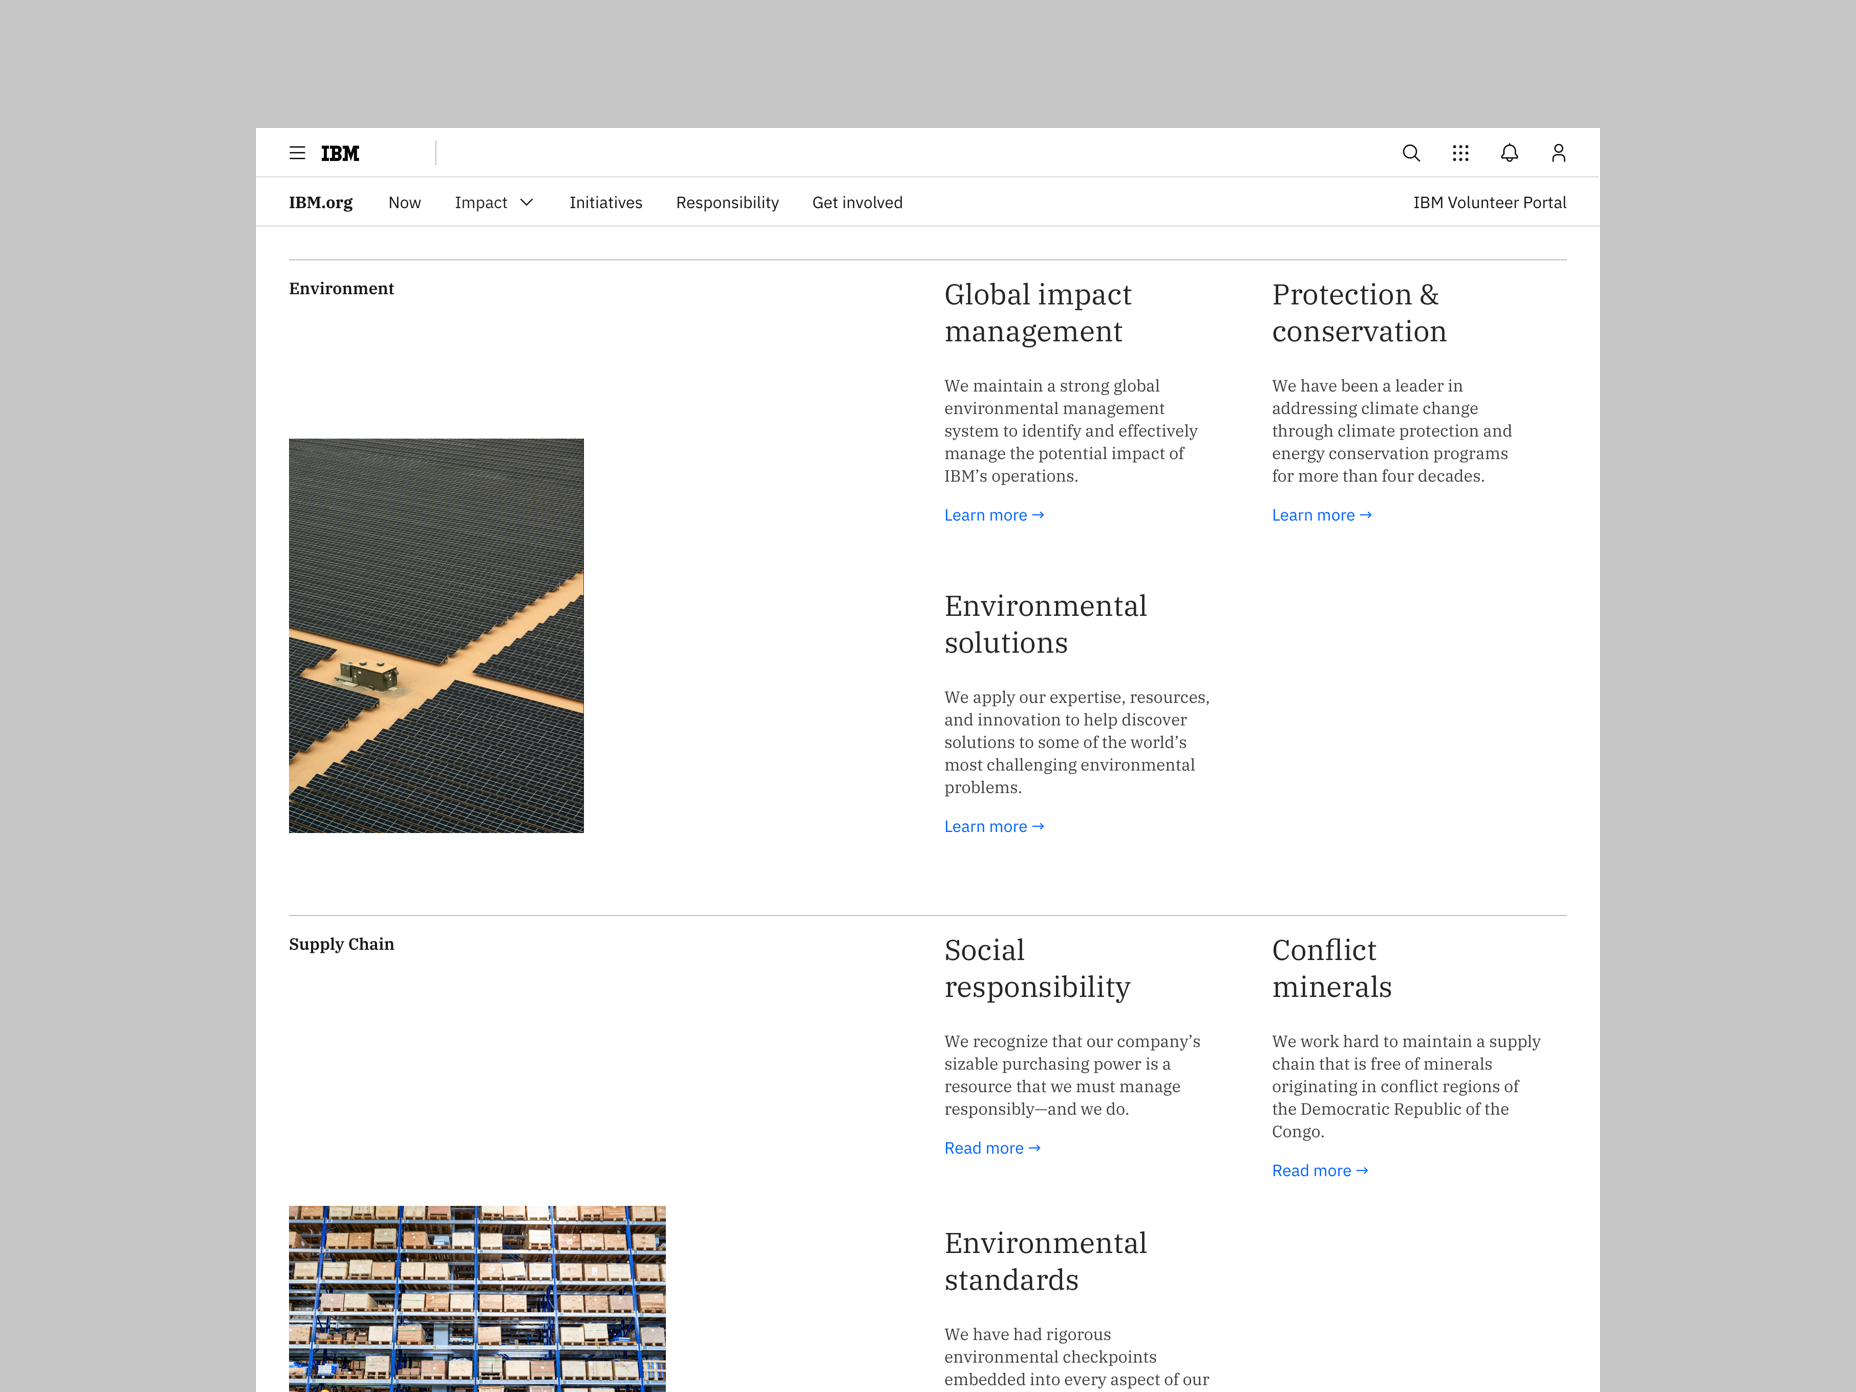 IBM
IBM.org Now Impact Initiatives Responsibility Get involved IBM Volunteer Portal
Environment
Global impact
management
We maintain a strong global
environmental management
system to identify and effectively
manage the potential impact of
IBM’s operations.
Learn more →
Protection &
conservation
We have been a leader in
addressing climate change
through climate protection and
energy conservation programs
for more than four decades.
Learn more →
Environmental
solutions
We apply our expertise, resources,
and innovation to help discover
solutions to some of the world’s
most challenging environmental
problems.
Learn more →
Supply Chain
Social
responsibility
We recognize that our company’s
sizable purchasing power is a
resource that we must manage
responsibly—and we do.
Read more →
Conflict
minerals
We work hard to maintain a supply
chain that is free of minerals
originating in conflict regions of
the Democratic Republic of the
Congo.
Read more →
Environmental
standards
We have had rigorous
environmental checkpoints
embedded into every aspect of our